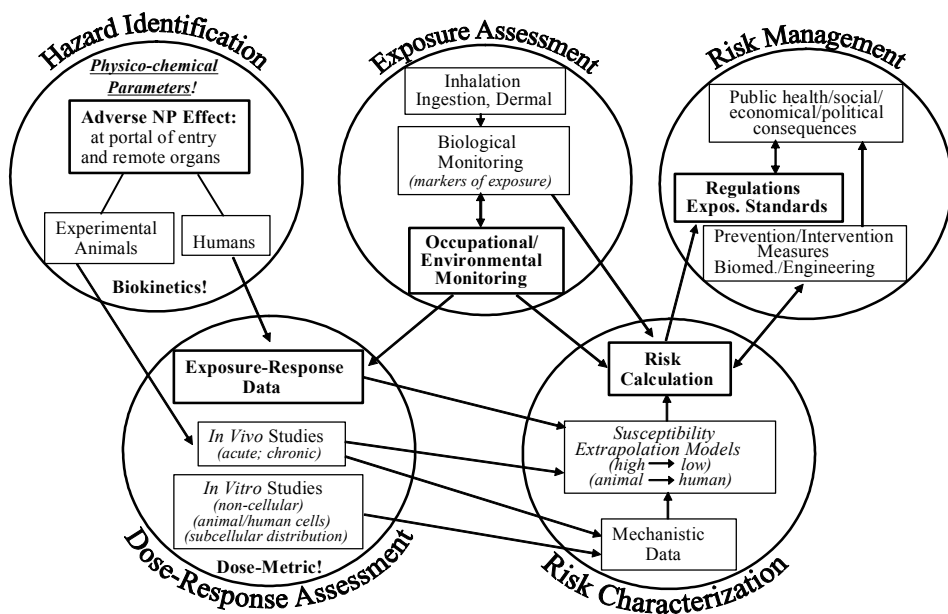 Hazard Identification
Physico-chemical
Parameters!
Adverse NP Effect:
at portal of entry
and remote organs
Experimental
Animals
Humans
Biokinetics!
Exposure Assessment
Inhalation
Ingestion, Dermal
Biological
Monitoring
(markers of exposure)
Occupational/
Environmental
Monitoring
Risk Management
Public health/social/
economical/political
consequences
Regulations
Expos. Standards
Prevention/Intervention
Measures
Biomed./Engineering
Exposure-Response
Data
In Vivo Studies
(acute; chronic)
In Vitro Studies
(non-cellular)
(animal/human cells)
(subcellular distribution)
Dose-Metric!
Dose-Response Assessment
Risk
Calculation
Susceptibility
Extrapolation Models
(high → low)
(animal → human)
Mechanistic
Data
Risk Characterization